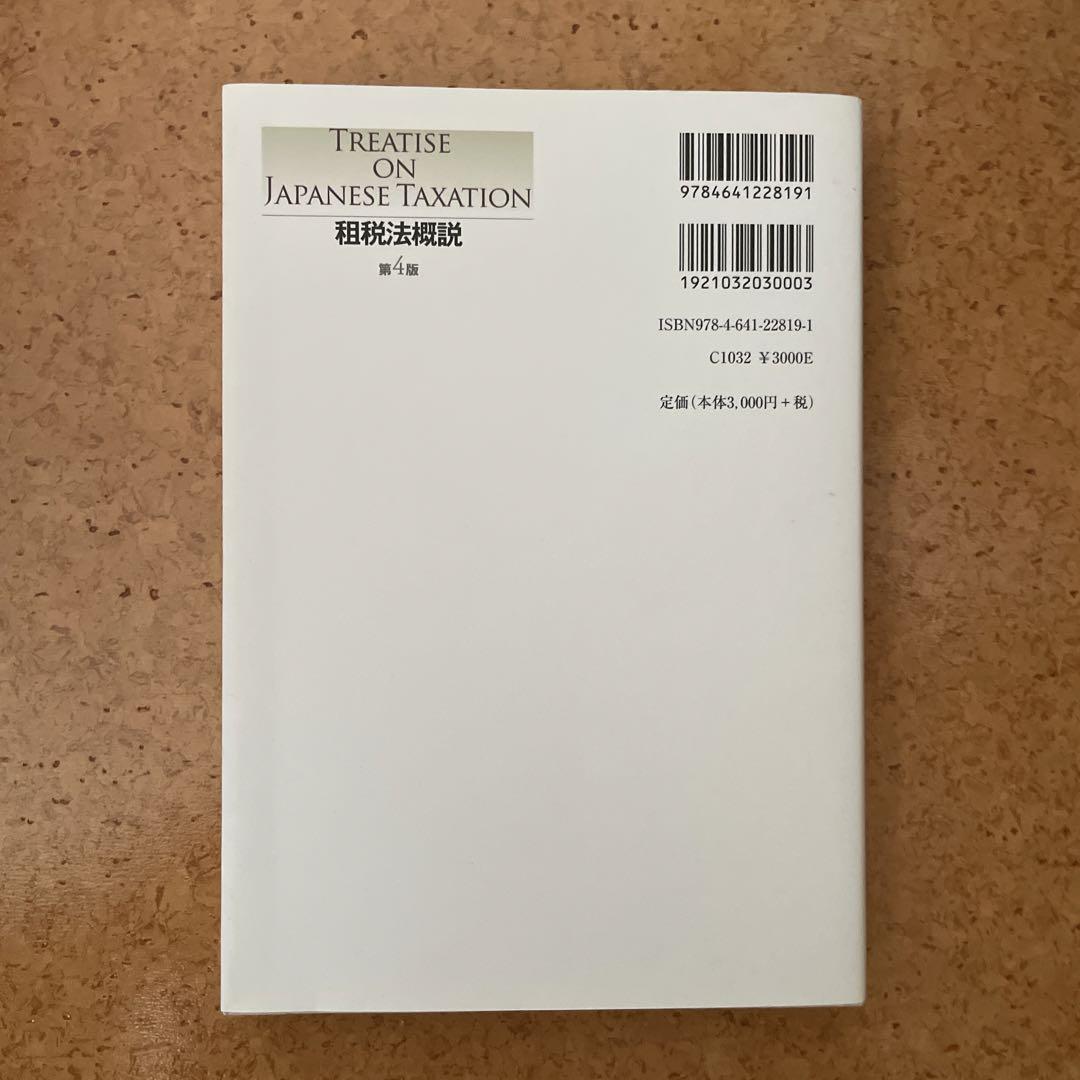 TREATISE
ON
JAPANESE TAXATION
租税法概説
第4版
9784641228191
1921032030003
ISBN978-4-641-22819-1
C1032 ¥3000E
定価(本体3,000円+税)